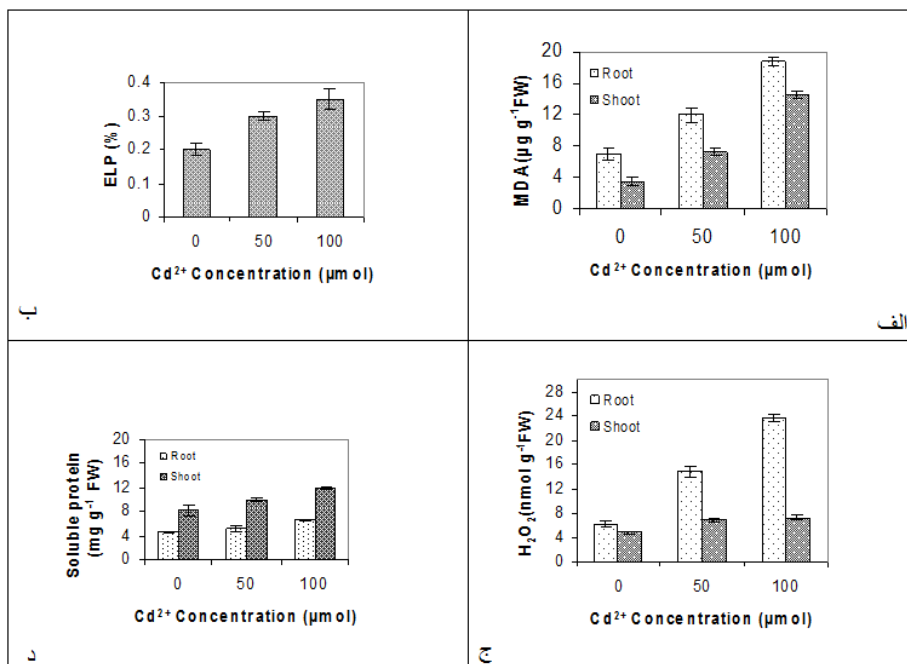 0.4
0.3
0.2
0.1
0
ELP (%)
0 50 100
Cd²⁺ Concentration (µmol)
ب
20
16
12
8
4
0
MDA(µg g⁻¹FW)
Root
Shoot
0 50 100
Cd²⁺ Concentration (µmol)
الف
20
16
12
8
4
0
Soluble protein
(mg g⁻¹ FW)
Root
Shoot
0 50 100
Cd²⁺ Concentration (µmol)
د
28
24
20
16
12
8
4
0
H₂O₂(nmol g⁻¹FW)
Root
Shoot
0 50 100
Cd²⁺ Concentration (µmol)
ج